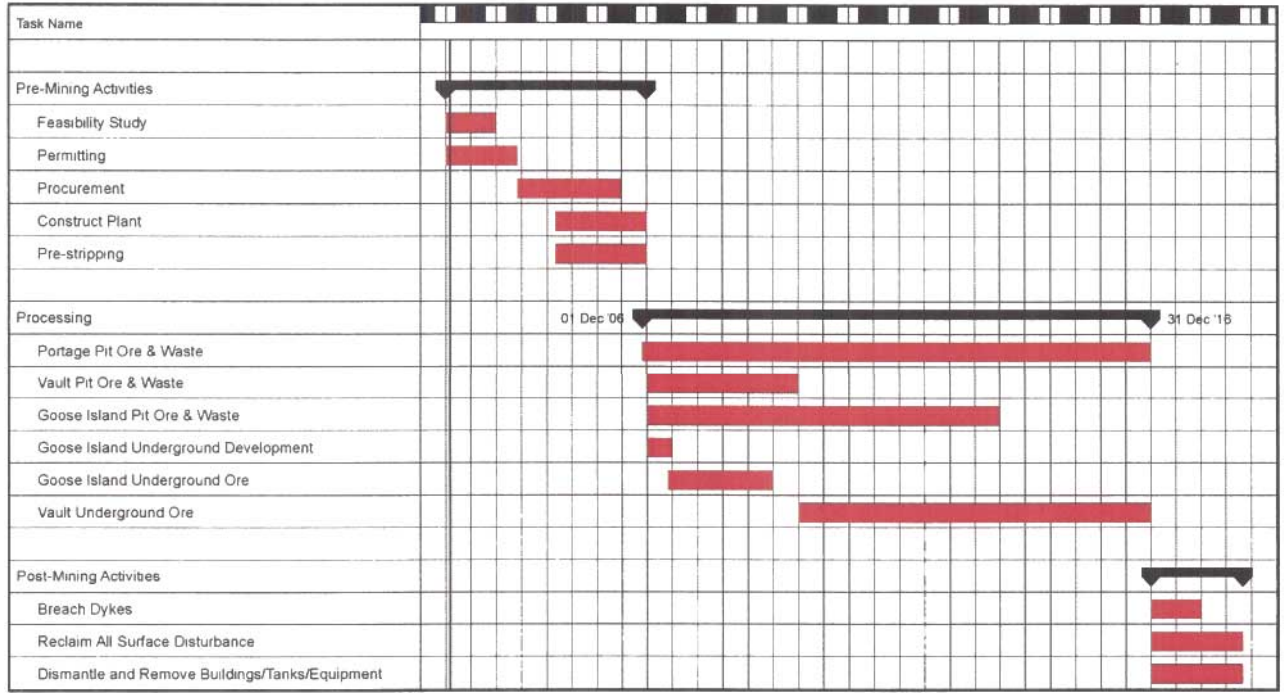 Task Name
Pre-Mining Activities
Feasibility Study
Permitting
Procurement
Construct Plant
Pre-stripping
Processing
01 Dec '06
31 Dec '16
Portage Pit Ore & Waste
Vault Pit Ore & Waste
Goose Island Pit Ore & Waste
Goose Island Underground Development
Goose Island Underground Ore
Vault Underground Ore
Post-Mining Activities
Breach Dykes
Reclaim All Surface Disturbance
Dismantle and Remove Buildings/Tanks/Equipment